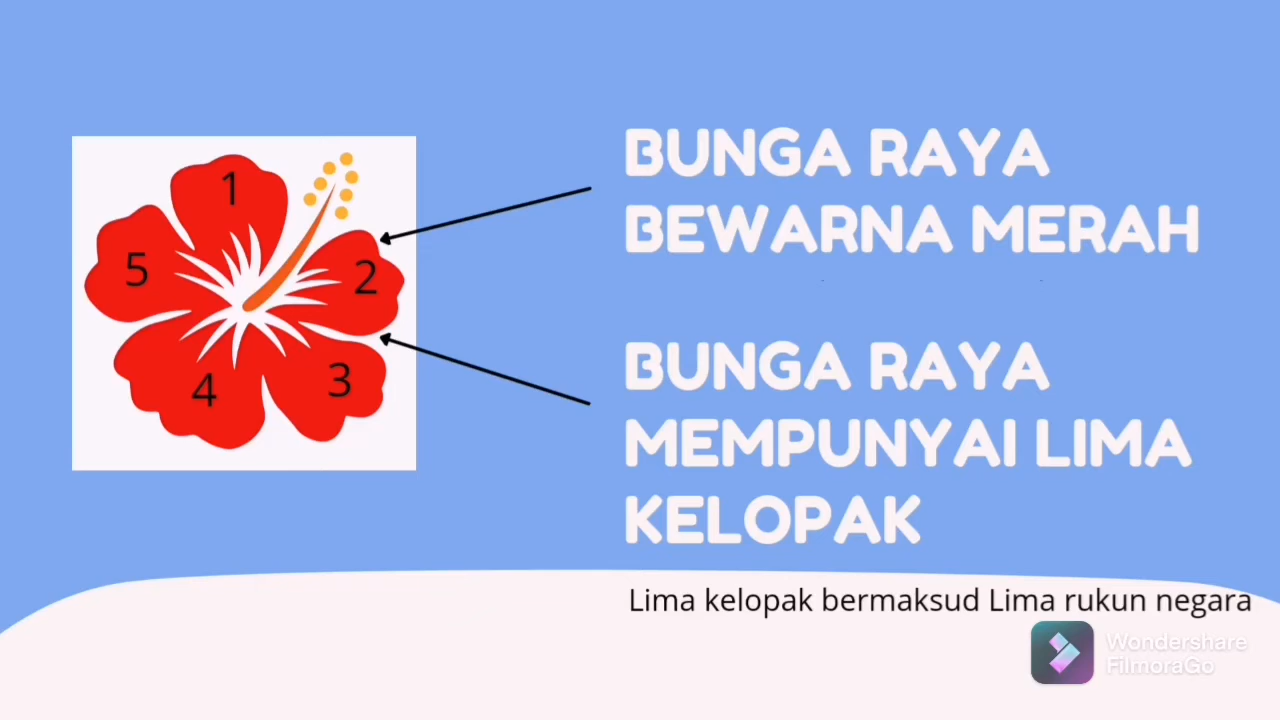 1
5
2
3
4
BUNGA RAYA
BEWARNA MERAH
BUNGA RAYA
MEMPUNYAI LIMA
KELOPAK
Lima kelopak bermaksud Lima rukun negara
Wondershare
FilmoraGo